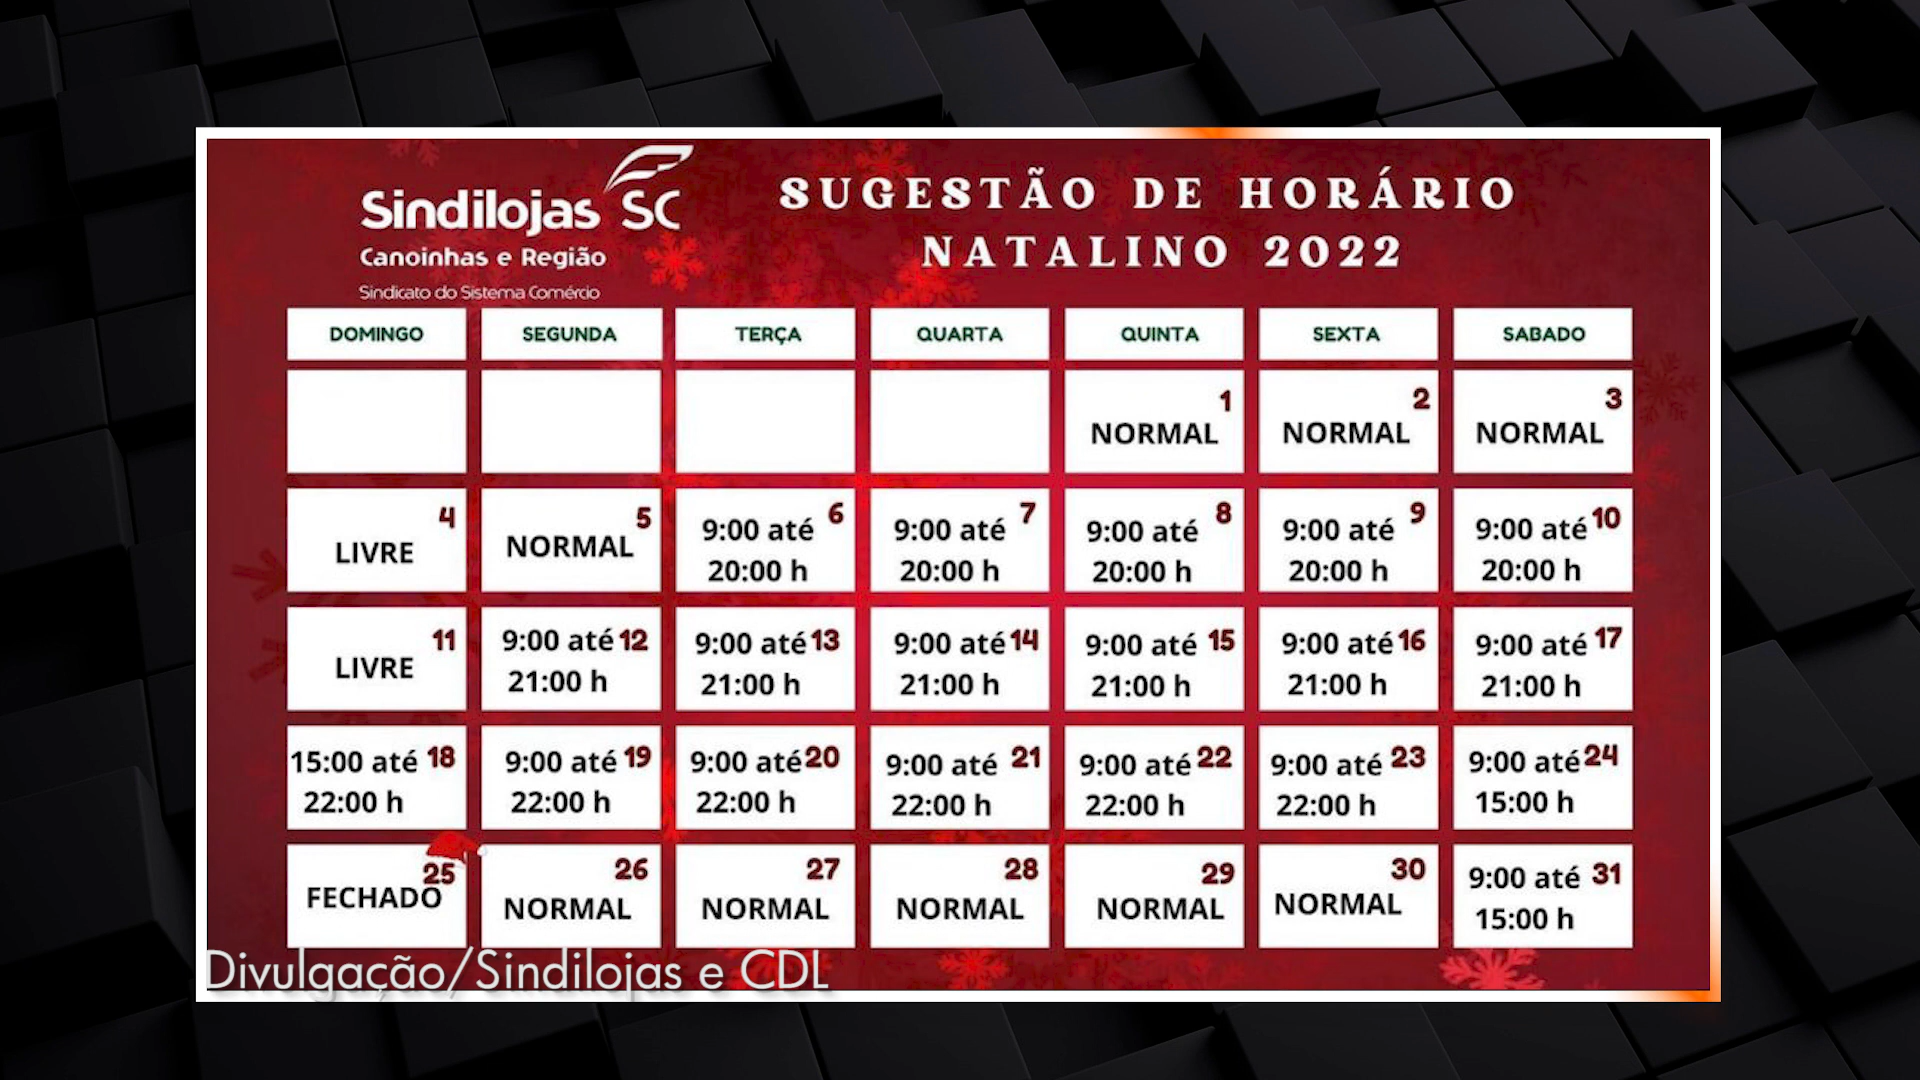 Sindilojas SC
Canoinhas e Região
Sindicato do Sistema Comércio
SUGESTÃO DE HORÁRIO
NATALINO 2022
DOMINGO SEGUNDA TERÇA QUARTA QUINTA SEXTA SABADO
1 2 3
NORMAL NORMAL NORMAL
4 5 6 7 8 9 10
LIVRE NORMAL 9:00 até 9:00 até 9:00 até 9:00 até 9:00 até
20:00 h 20:00 h 20:00 h 20:00 h 20:00 h
11 12 13 14 15 16 17
LIVRE 9:00 até 9:00 até 9:00 até 9:00 até 9:00 até 9:00 até
21:00 h 21:00 h 21:00 h 21:00 h 21:00 h 21:00 h
15:00 até 18 9:00 até 19 9:00 até 20 9:00 até 21 9:00 até 22 9:00 até 23 9:00 até 24
22:00 h 22:00 h 22:00 h 22:00 h 22:00 h 22:00 h 15:00 h
25 26 27 28 29 30 9:00 até 31
FECHADO NORMAL NORMAL NORMAL NORMAL NORMAL 15:00 h
Divulgação/Sindilojas e CDL